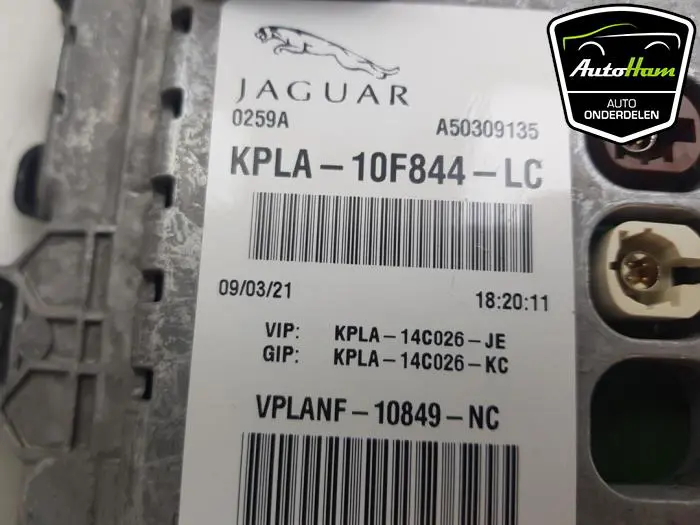 JAGUAR
0259A A50309135
KPLA-10F844-LC
09/03/21 18:20:11
VIP: KPLA-14C026-JE
GIP: KPLA-14C026-KC
VPLANF-10849-NC
AutoHam
AUTO
ONDERDELEN